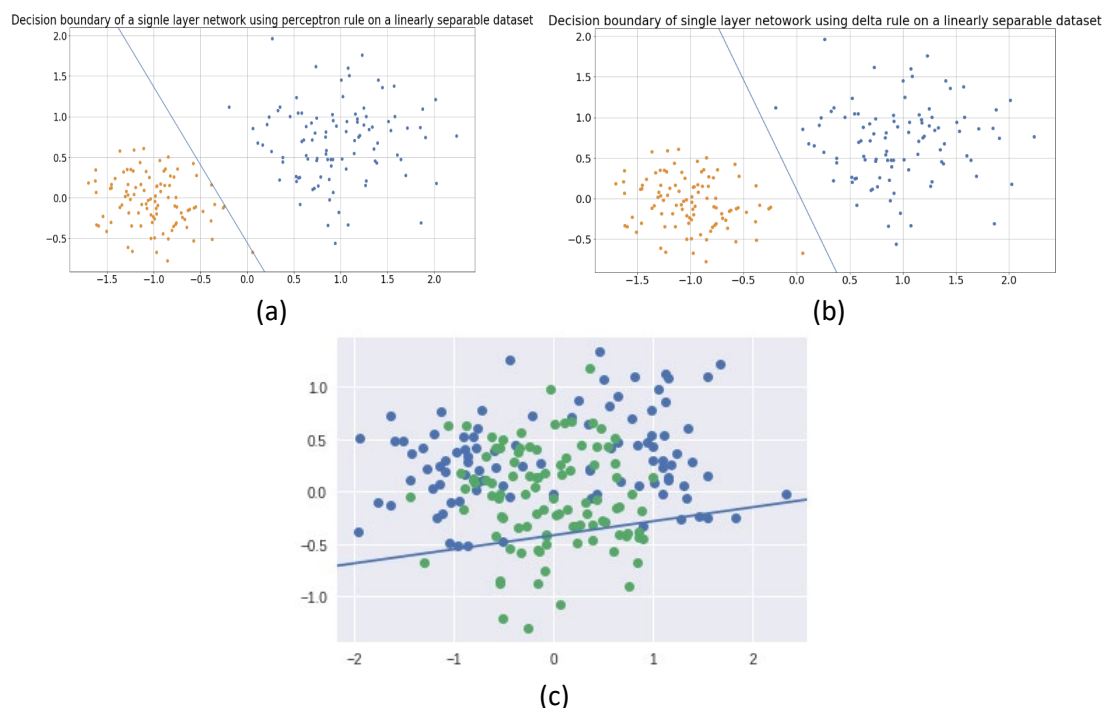 Decision boundary of a signle layer network using perceptron rule on a linearly separable dataset
2.0
1.5
1.0
0.5
0.0
−0.5
−1.5 −1.0 −0.5 0.0 0.5 1.0 1.5 2.0
(a)
Decision boundary of single layer netowork using delta rule on a linearly separable dataset
2.0
1.5
1.0
0.5
0.0
−0.5
−1.5 −1.0 −0.5 0.0 0.5 1.0 1.5 2.0
(b)
1.0
0.5
0.0
−0.5
−1.0
−2 −1 0 1 2
(c)